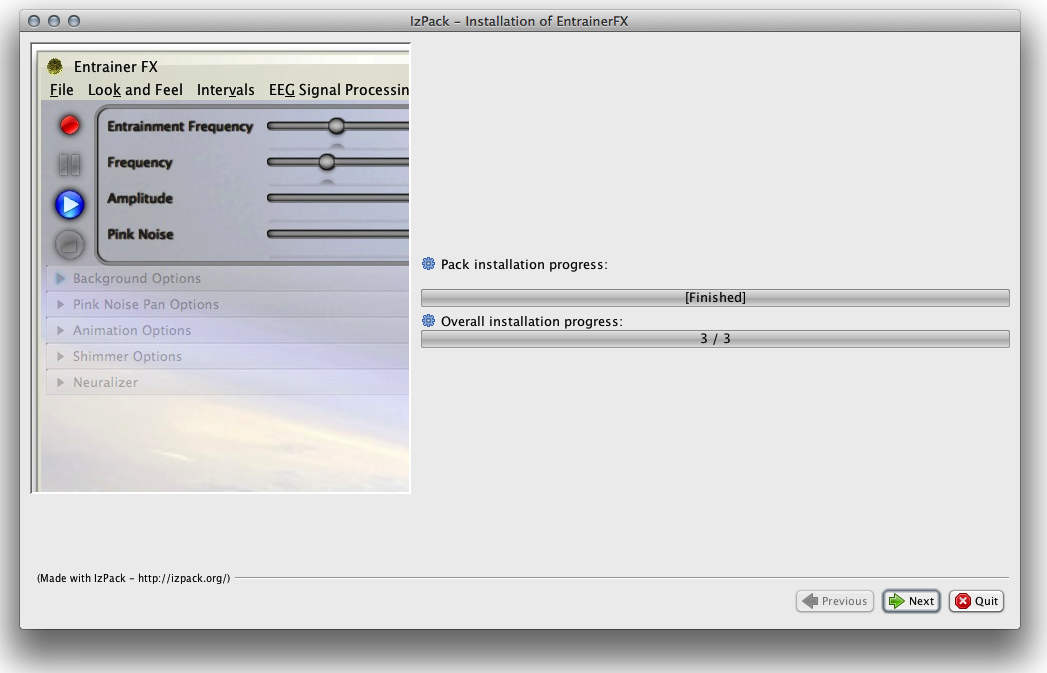 IzPack - Installation of EntrainerFX
Entrainer FX
File Look and Feel Intervals EEG Signal Processin
Entrainment Frequency
Frequency
Amplitude
Pink Noise
Background Options
Pink Noise Pan Options
Animation Options
Shimmer Options
Neuralizer
Pack installation progress:
[Finished]
Overall installation progress:
3 / 3
(Made with IzPack - http://izpack.org/)
Previous Next Quit